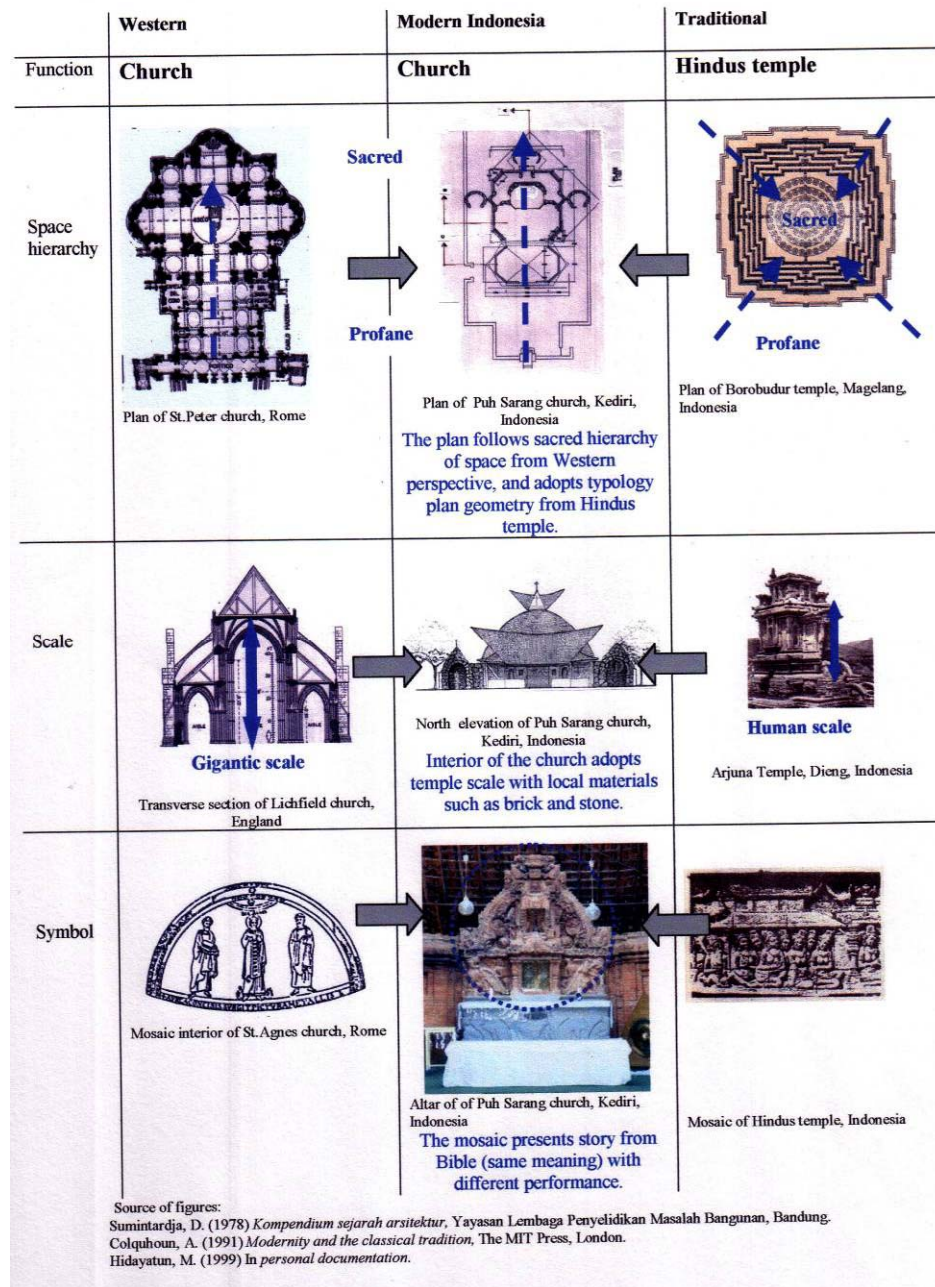 Western
Modern Indonesia
Traditional
Function
Church
Church
Hindus temple
Space
hierarchy
Sacred
Profane
Sacred
Profane
Plan of St.Peter church, Rome
Plan of Puh Sarang church, Kediri,
Indonesia
The plan follows sacred hierarchy
of space from Western
perspective, and adopts typology
plan geometry from Hindus
temple.
Plan of Borobudur temple, Magelang,
Indonesia
Scale
AISLE
AISLE
Gigantic scale
Transverse section of Lichfield church,
England
North elevation of Puh Sarang church,
Kediri, Indonesia
Interior of the church adopts
temple scale with local materials
such as brick and stone.
Human scale
Arjuna Temple, Dieng, Indonesia
Symbol
Mosaic interior of St.Agnes church, Rome
Altar of of Puh Sarang church, Kediri,
Indonesia
The mosaic presents story from
Bible (same meaning) with
different performance.
Mosaic of Hindus temple, Indonesia
Source of figures:
Sumintardja, D. (1978) Kompendium sejarah arsitektur, Yayasan Lembaga Penyelidikan Masalah Bangunan, Bandung.
Colquhoun, A. (1991) Modernity and the classical tradition, The MIT Press, London.
Hidayatun, M. (1999) In personal documentation.